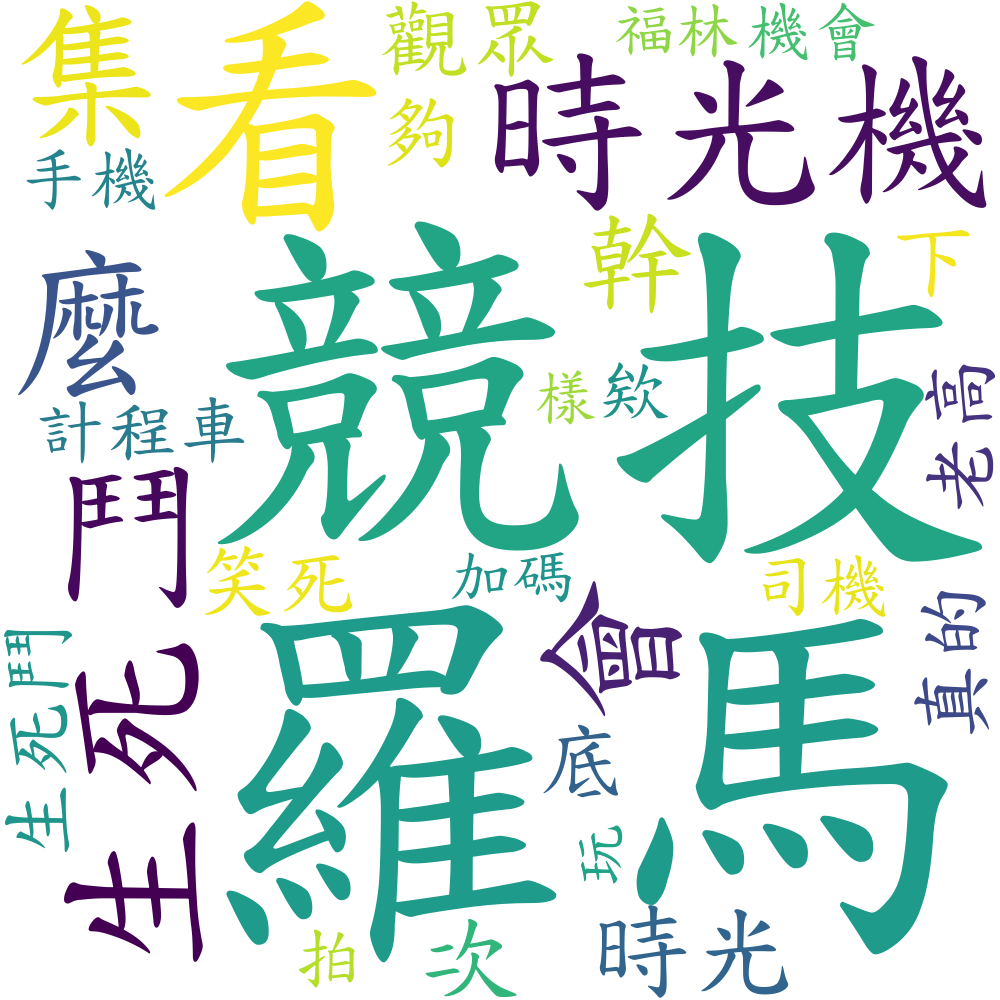 集
看
觀眾
福林機會
夠
時光機
手機
幹
下
麼
競技
樣
欸
老高
計程車
生死鬥
笑死
加碼
司機
會
真的
羅馬
生死鬥
底
玩
拍
次
時光